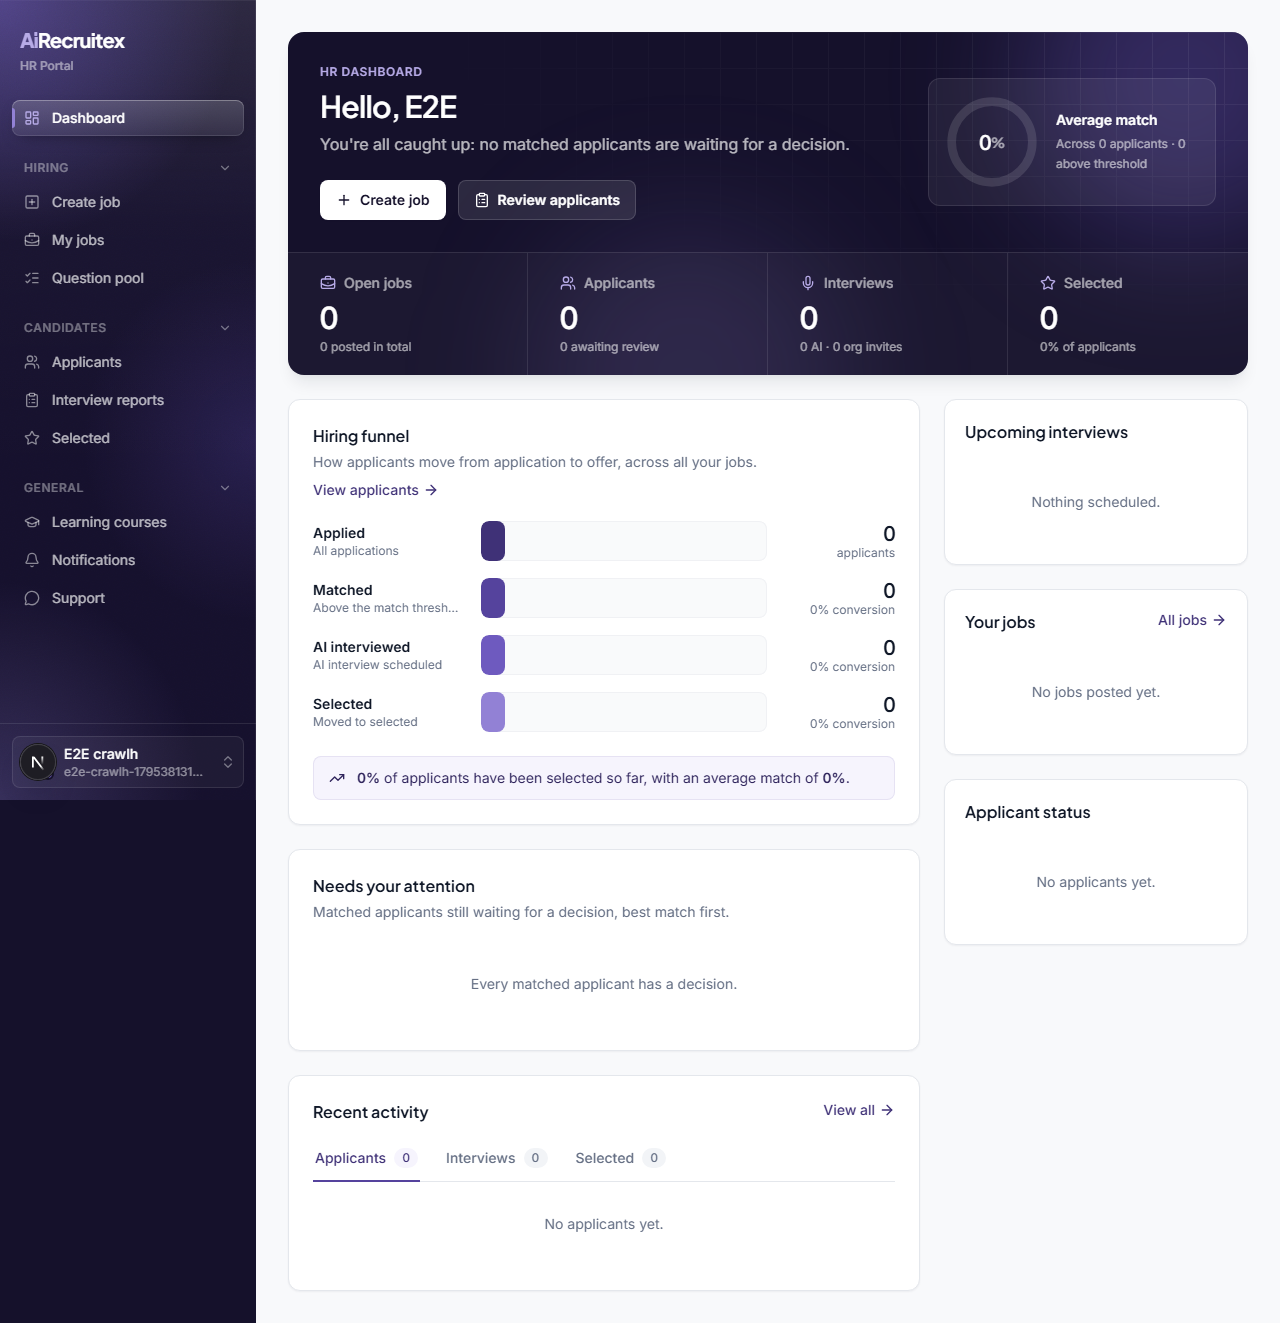 AiRecruitex
HR Portal
Dashboard
HIRING
Create job
My jobs
Question pool
CANDIDATES
Applicants
Interview reports
Selected
GENERAL
Learning courses
Notifications
Support
E2E crawlh
e2e-crawlh-179538131...
HR DASHBOARD
Hello, E2E
You're all caught up: no matched applicants are waiting for a decision.
Create job
Review applicants
0%
Average match
Across 0 applicants · 0
above threshold
Open jobs
0
0 posted in total
Applicants
0
0 awaiting review
Interviews
0
0 AI · 0 org invites
Selected
0
0% of applicants
Hiring funnel
How applicants move from application to offer, across all your jobs.
View applicants
Applied
All applications
0
applicants
Matched
Above the match thresh...
0
0% conversion
AI interviewed
AI interview scheduled
0
0% conversion
Selected
Moved to selected
0
0% conversion
0% of applicants have been selected so far, with an average match of 0%.
Needs your attention
Matched applicants still waiting for a decision, best match first.
Every matched applicant has a decision.
Recent activity
View all
Applicants 0
Interviews 0
Selected 0
No applicants yet.
Upcoming interviews
Nothing scheduled.
Your jobs
All jobs
No jobs posted yet.
Applicant status
No applicants yet.